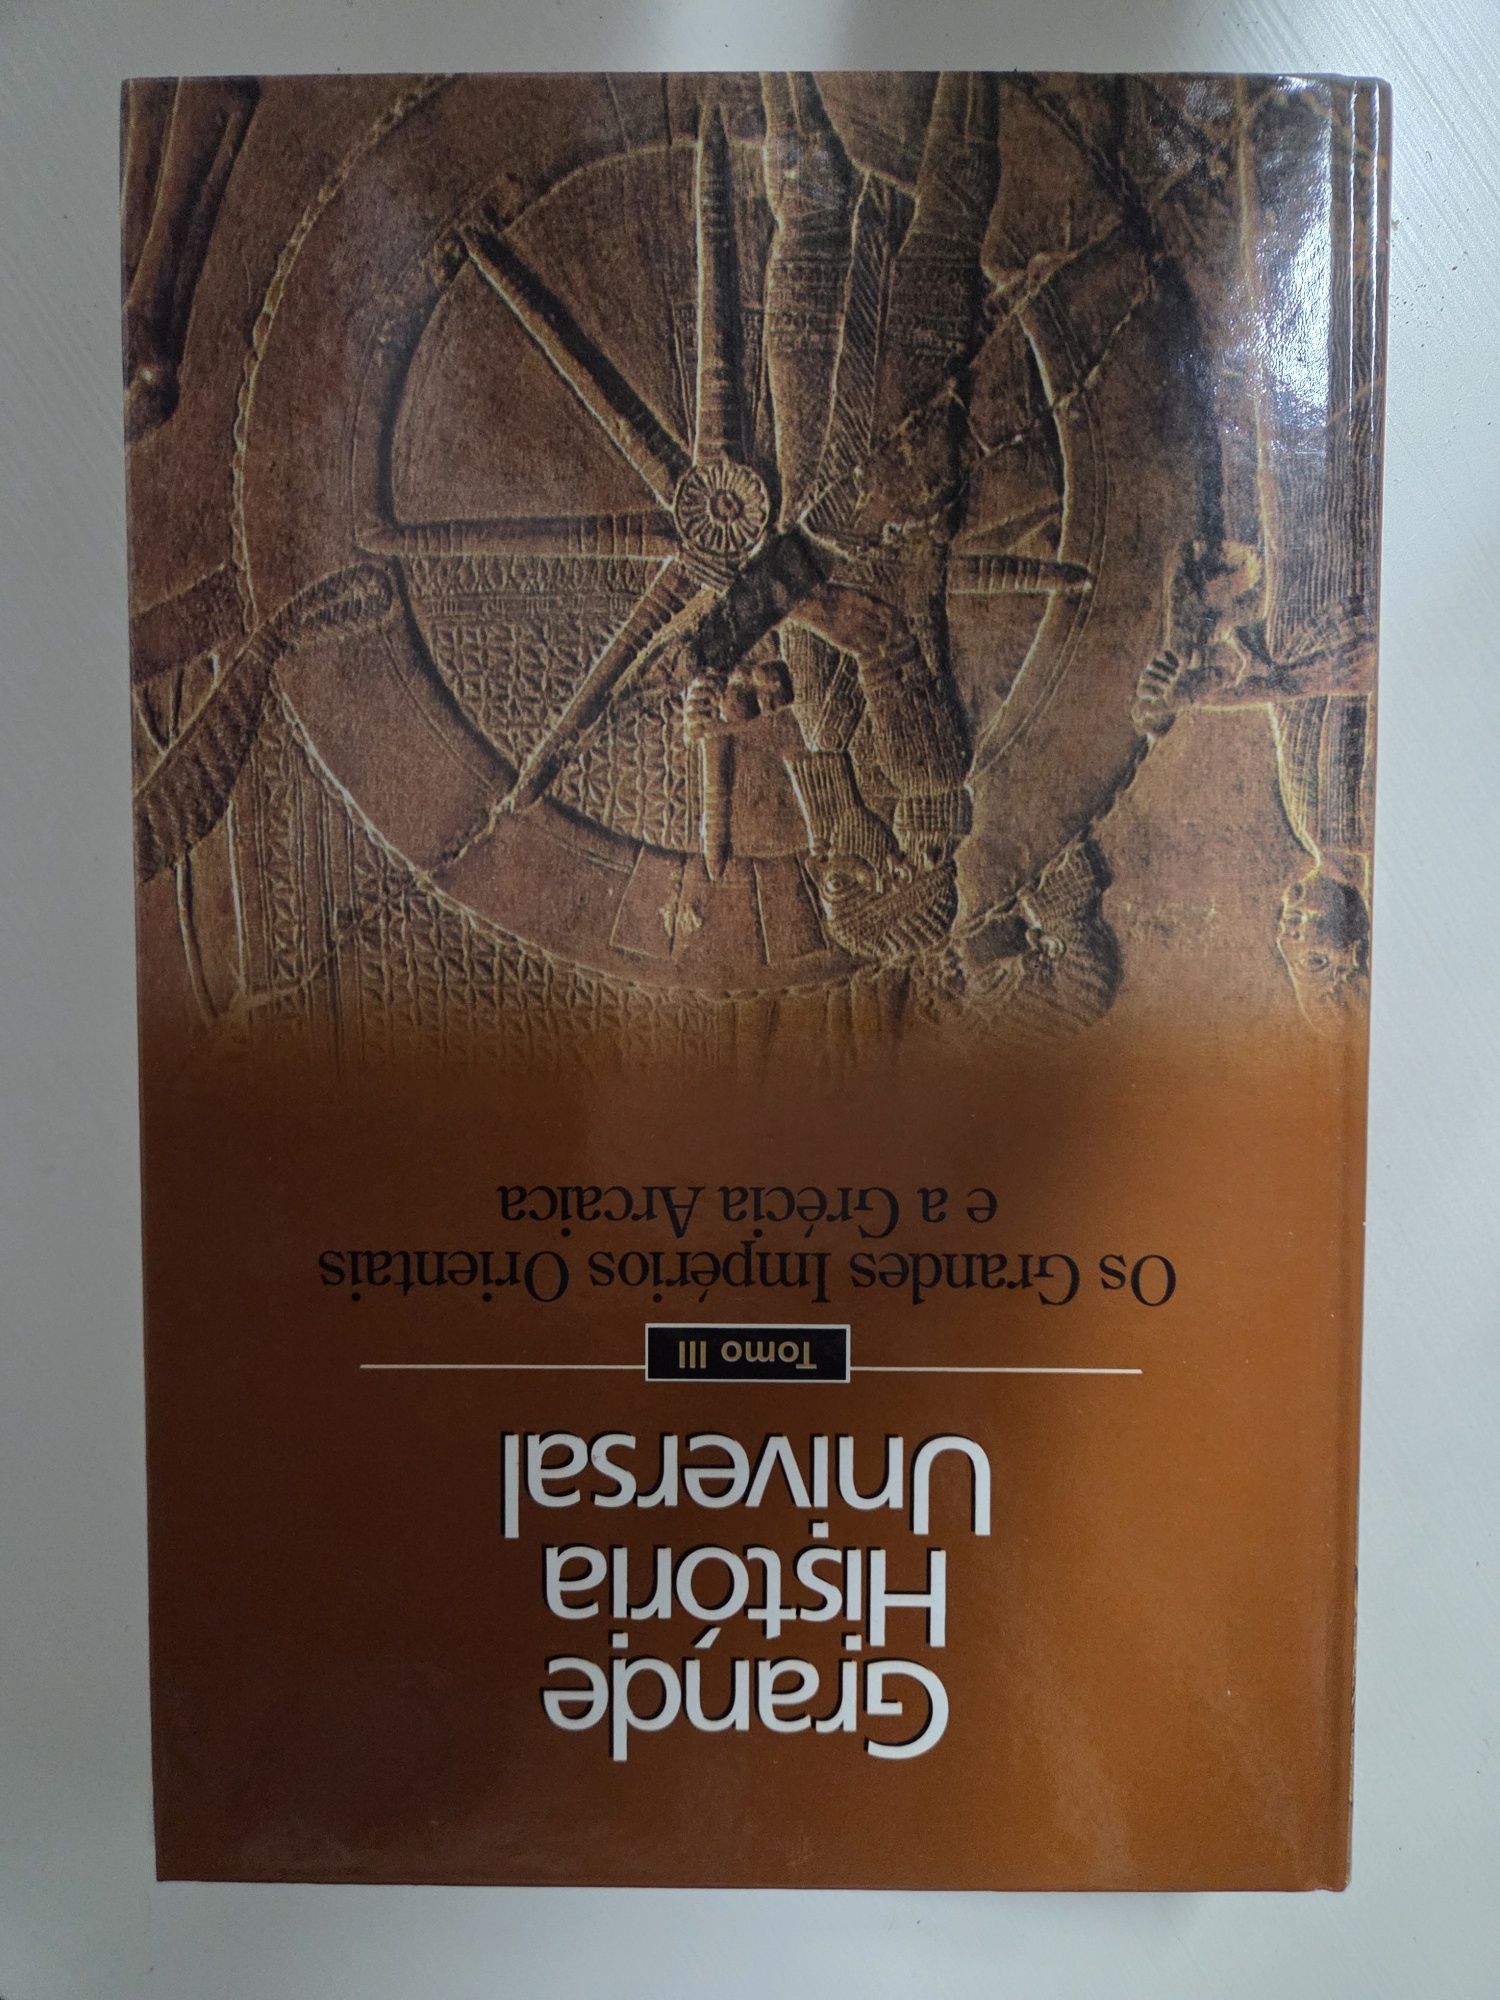 Grande
História
Universal
Tomo III
Os Grandes Impérios Orientais
e a Grécia Arcaica